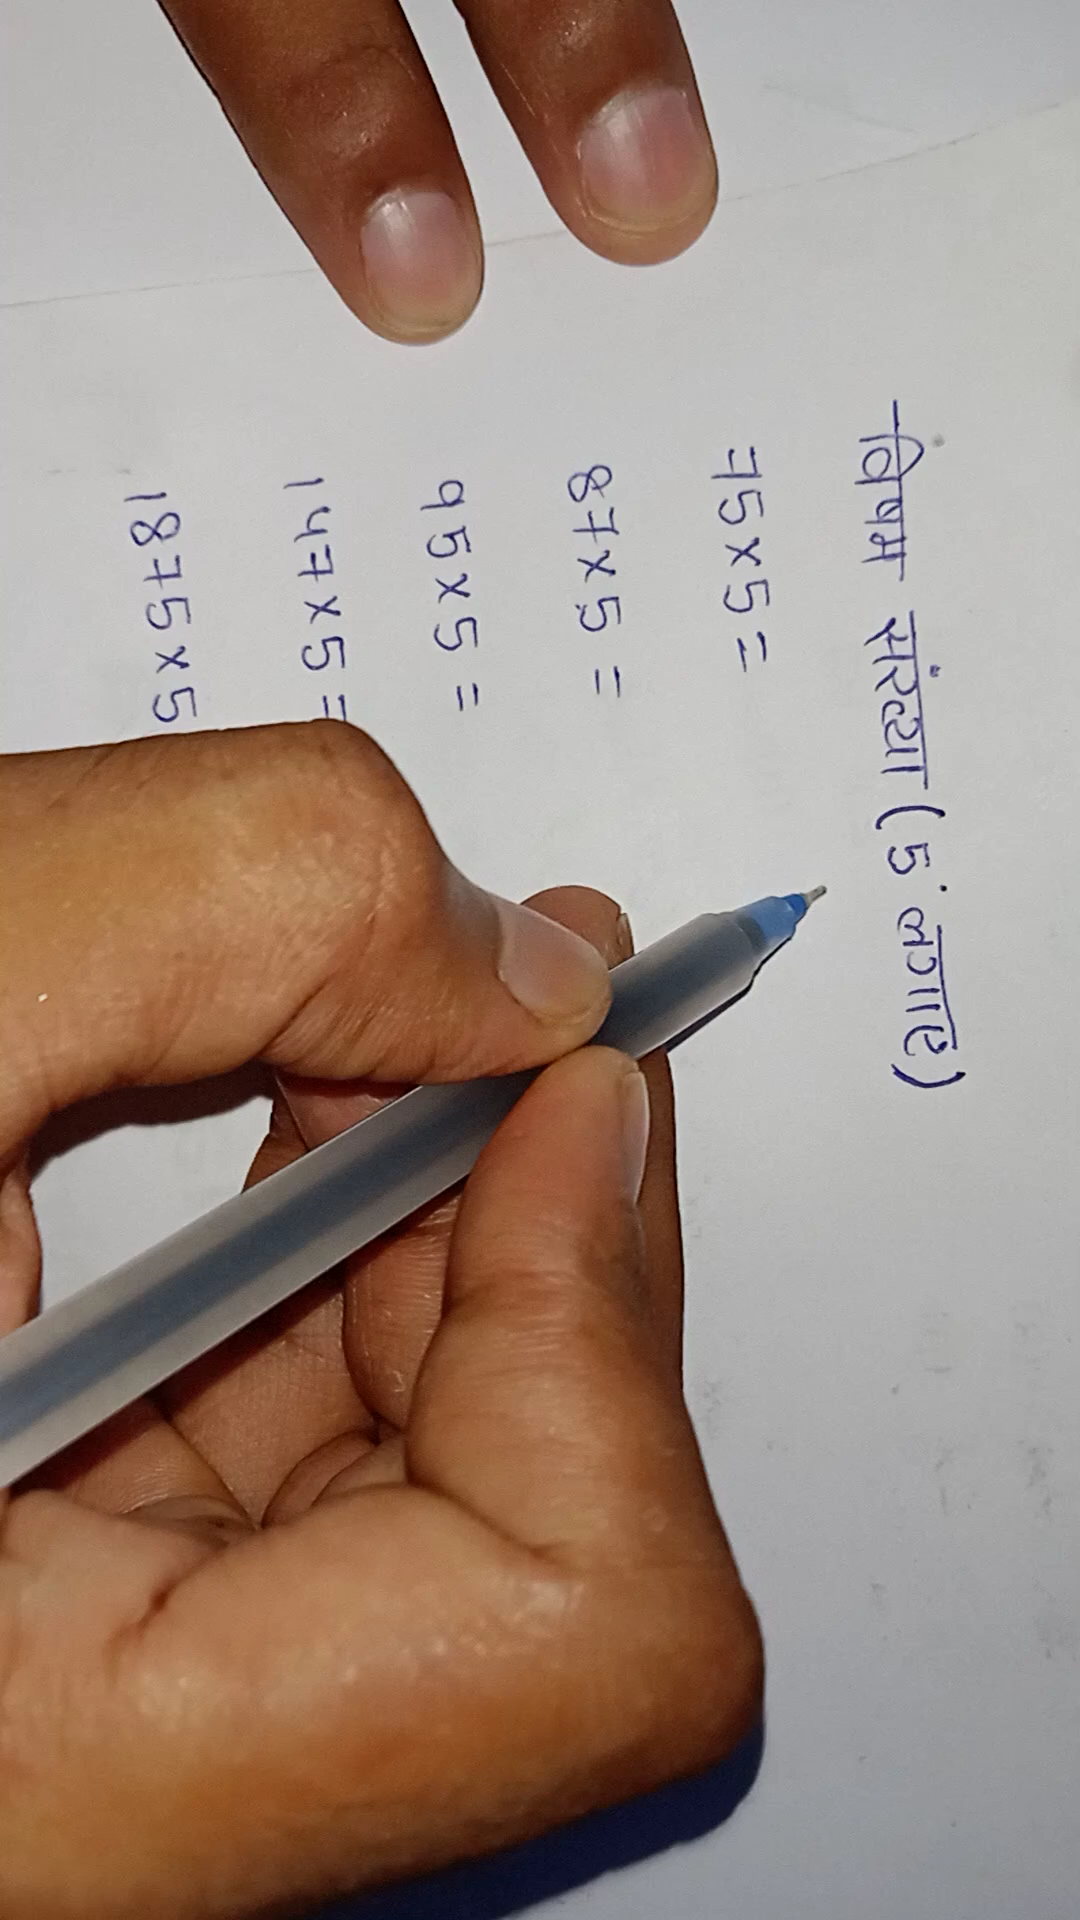 विषम संख्या (5 लगाए)
75 × 5 =
87 × 5 =
95 × 5 =
147 × 5 =
1875 × 5